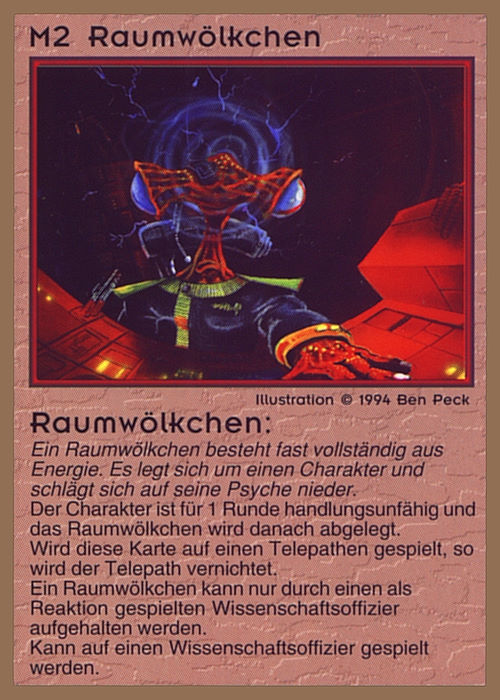 M2 Raumwölkchen
Illustration © 1994 Ben Peck
Raumwölkchen:
Ein Raumwölkchen besteht fast vollständig aus
Energie. Es legt sich um einen Charakter und
schlägt sich auf seine Psyche nieder.
Der Charakter ist für 1 Runde handlungsunfähig und
das Raumwölkchen wird danach abgelegt.
Wird diese Karte auf einen Telepathen gespielt, so
wird der Telepath vernichtet.
Ein Raumwölkchen kann nur durch einen als
Reaktion gespielten Wissenschaftsoffizier
aufgehalten werden.
Kann auf einen Wissenschaftsoffizier gespielt
werden.